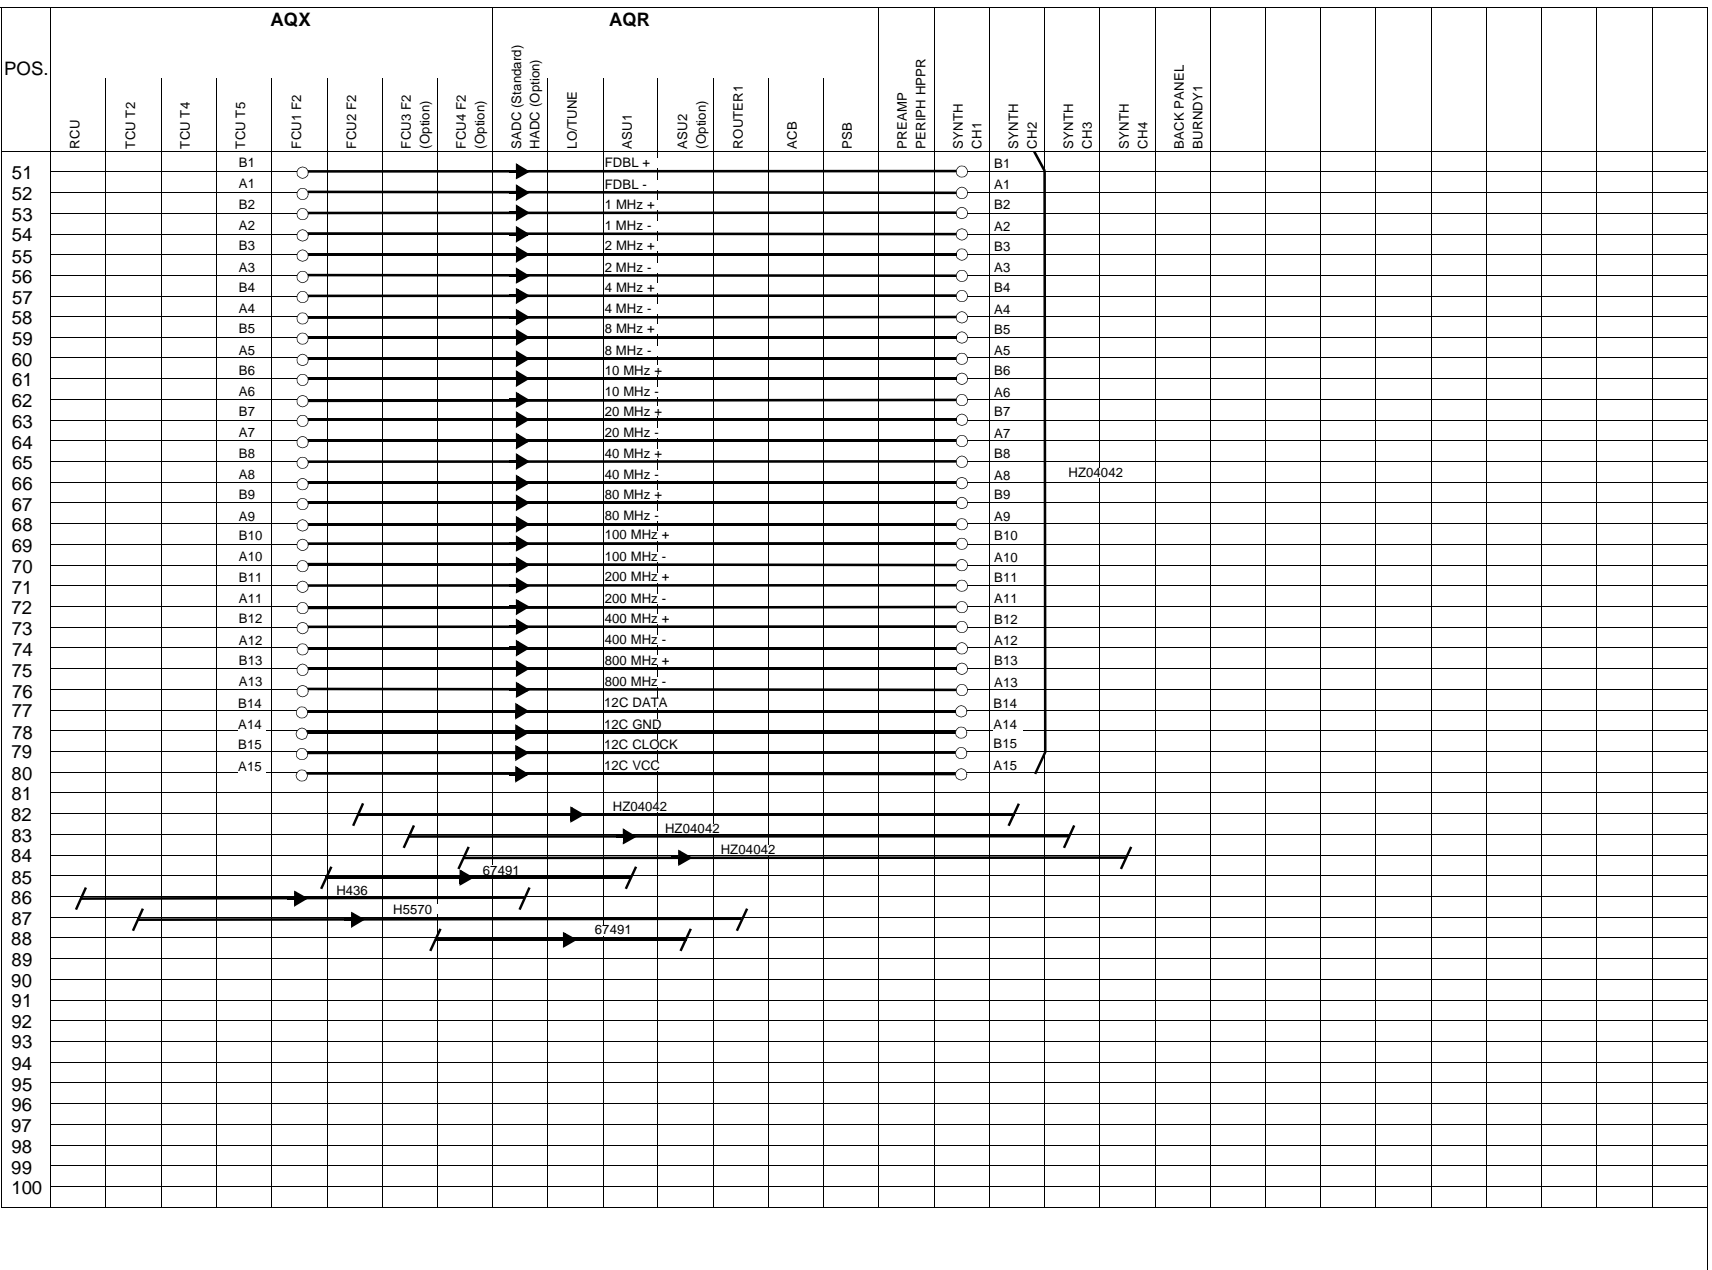 AQX AQR
POS.
RCU
TCU T2
TCU T4
TCU T5
FCU1 F2
FCU2 F2
FCU3 F2
(Option)
FCU4 F2
(Option)
SADC (Standard)
HADC (Option)
LO/TUNE
ASU1
ASU2
(Option)
ROUTER1
ACB
PSB
PREAMP
PERIPH HPPR
SYNTH
CH1
SYNTH
CH2
SYNTH
CH3
SYNTH
CH4
BACK PANEL
BURNDY1
51 B1 FDBL + B1
52 A1 FDBL - A1
53 B2 1 MHz + B2
54 A2 1 MHz - A2
55 B3 2 MHz + B3
56 A3 2 MHz - A3
57 B4 4 MHz + B4
58 A4 4 MHz - A4
59 B5 8 MHz + B5
60 A5 8 MHz - A5
61 B6 10 MHz + B6
62 A6 10 MHz - A6
63 B7 20 MHz + B7
64 A7 20 MHz - A7
65 B8 40 MHz + B8
66 A8 40 MHz - A8 HZ04042
67 B9 80 MHz + B9
68 A9 80 MHz - A9
69 B10 100 MHz + B10
70 A10 100 MHz - A10
71 B11 200 MHz + B11
72 A11 200 MHz - A11
73 B12 400 MHz + B12
74 A12 400 MHz - A12
75 B13 800 MHz + B13
76 A13 800 MHz - A13
77 B14 12C DATA B14
78 A14 12C GND A14
79 B15 12C CLOCK B15
80 A15 12C VCC A15
81
82 HZ04042
83 HZ04042
84 HZ04042
85 67491
86 H436
87 H5570
88 67491
89
90
91
92
93
94
95
96
97
98
99
100